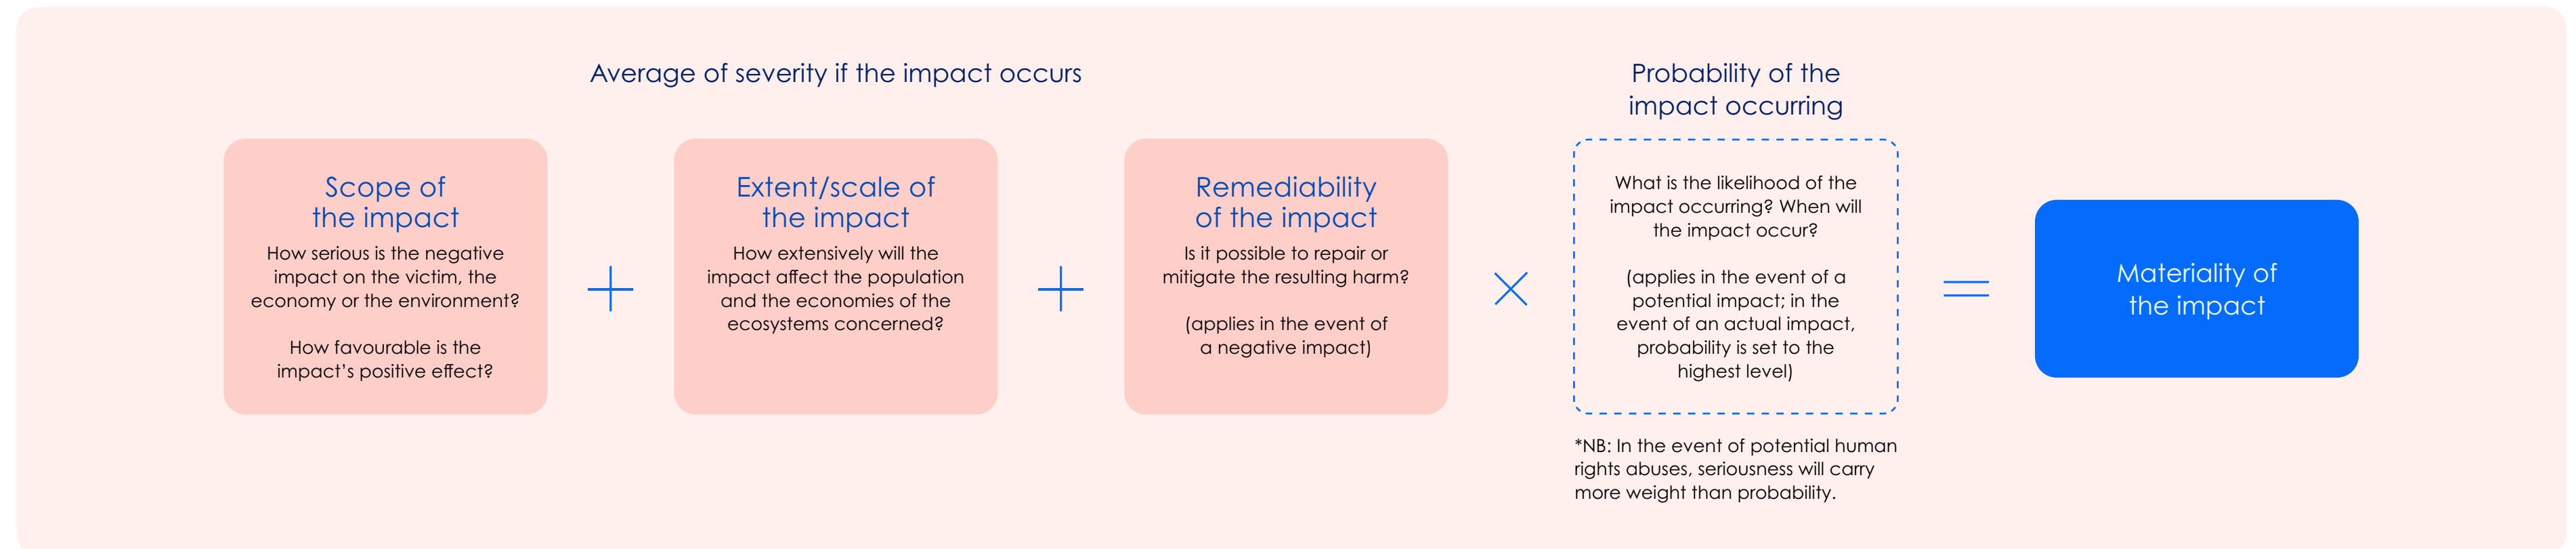 Average of severity if the impact occurs
Probability of the
impact occurring
Scope of
the impact
How serious is the negative
impact on the victim, the
economy or the environment?
How favourable is the
impact’s positive effect?
+
Extent/scale of
the impact
How extensively will the
impact affect the population
and the economies of the
ecosystems concerned?
+
Remediability
of the impact
Is it possible to repair or
mitigate the resulting harm?
(applies in the event of
a negative impact)
×
What is the likelihood of the
impact occurring? When will
the impact occur?
(applies in the event of a
potential impact; in the
event of an actual impact,
probability is set to the
highest level)
*NB: In the event of potential human
rights abuses, seriousness will carry
more weight than probability.
=
Materiality of
the impact